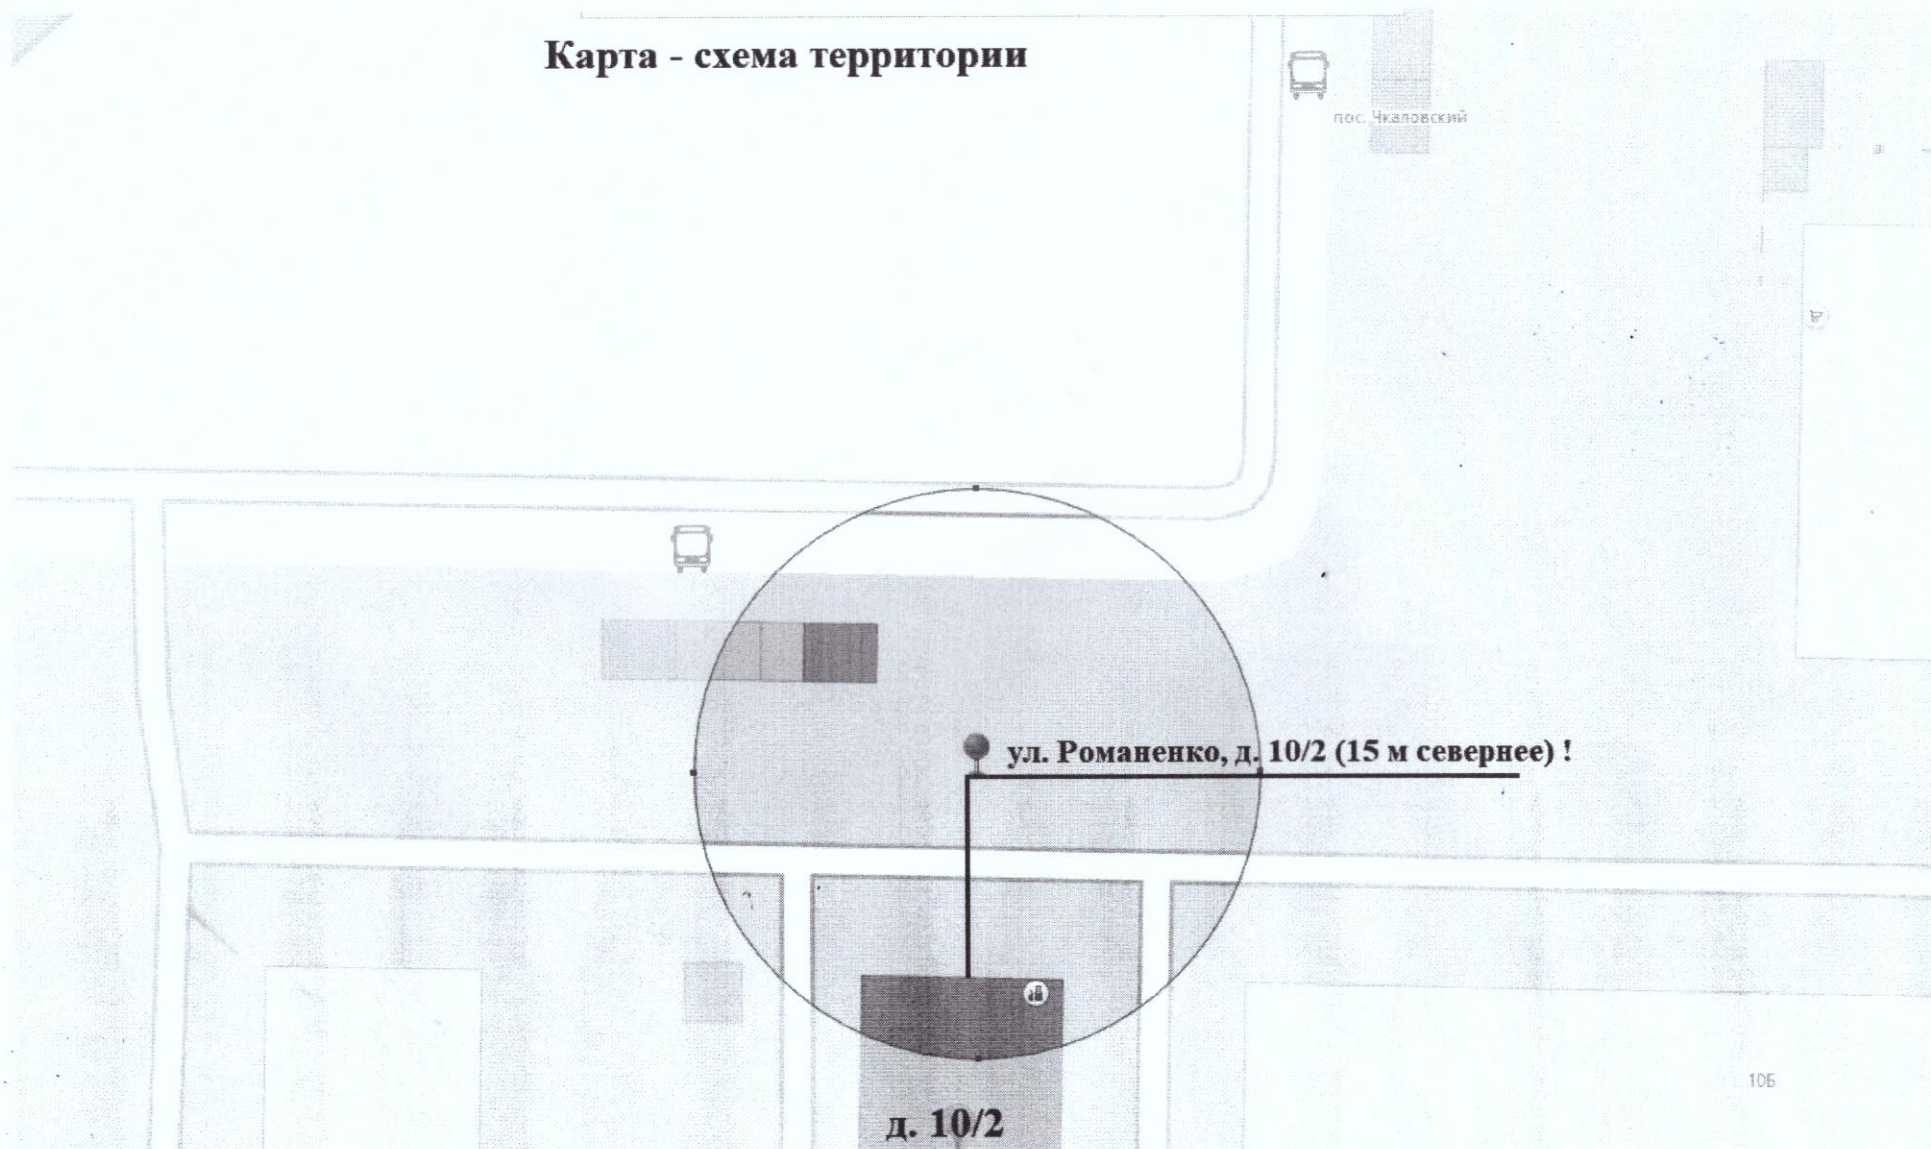 Карта - схема территории
пос. Чкаловский
ул. Романенко, д. 10/2 (15 м севернее) !
10Б
д. 10/2